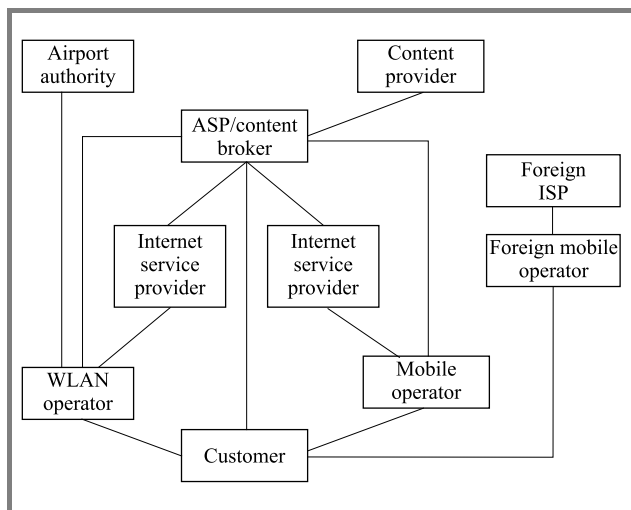 Airport
authority
Content
provider
ASP/content
broker
Foreign
ISP
Internet
service
provider
Internet
service
provider
Foreign mobile
operator
WLAN
operator
Mobile
operator
Customer